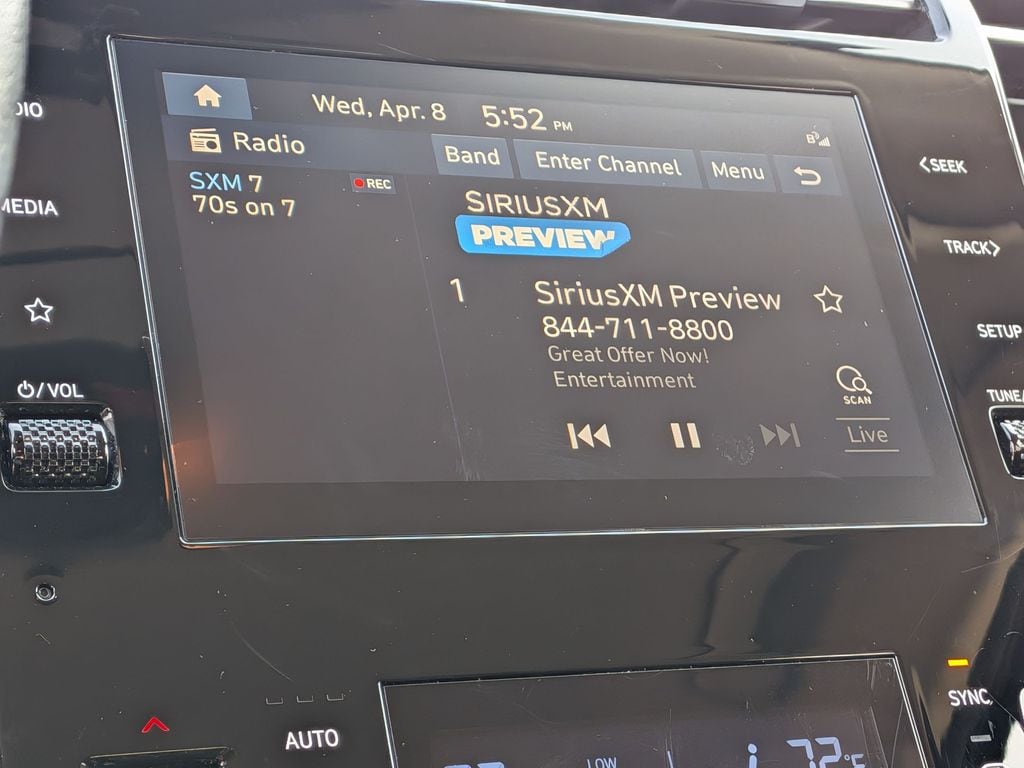 Wed, Apr. 8 5:52 PM
Radio
Band Enter Channel Menu
SXM 7 REC
70s on 7
SIRIUSXM
PREVIEW
1 SiriusXM Preview
844-711-8800
Great Offer Now!
Entertainment
SCAN
Live
MEDIA
/ VOL
SEEK
TRACK
SETUP
TUNE/
SYNC
AUTO
LOW
72°F